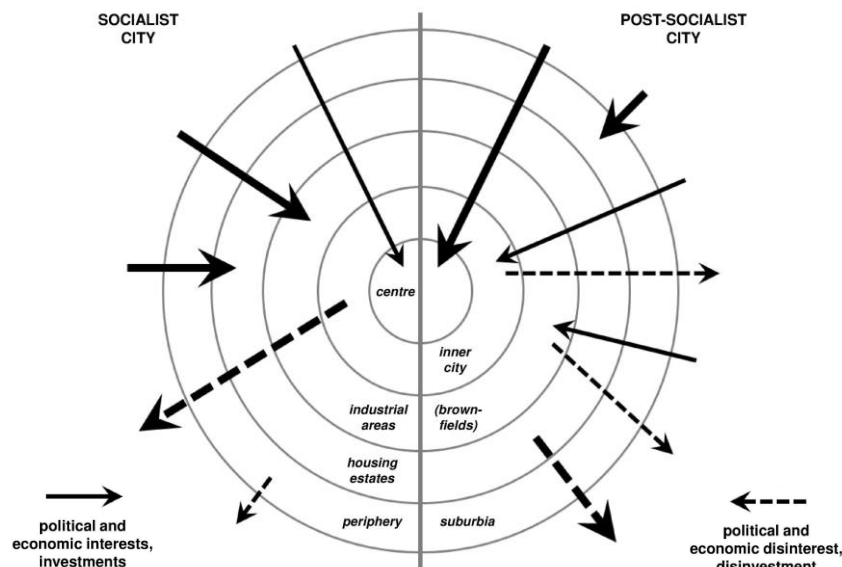 SOCIALIST
CITY
POST-SOCIALIST
CITY
centre
inner
city
industrial
areas
(brown-
fields)
housing
estates
periphery
suburbia
political and
economic interests,
investments
political and
economic disinterest,
disinvestment